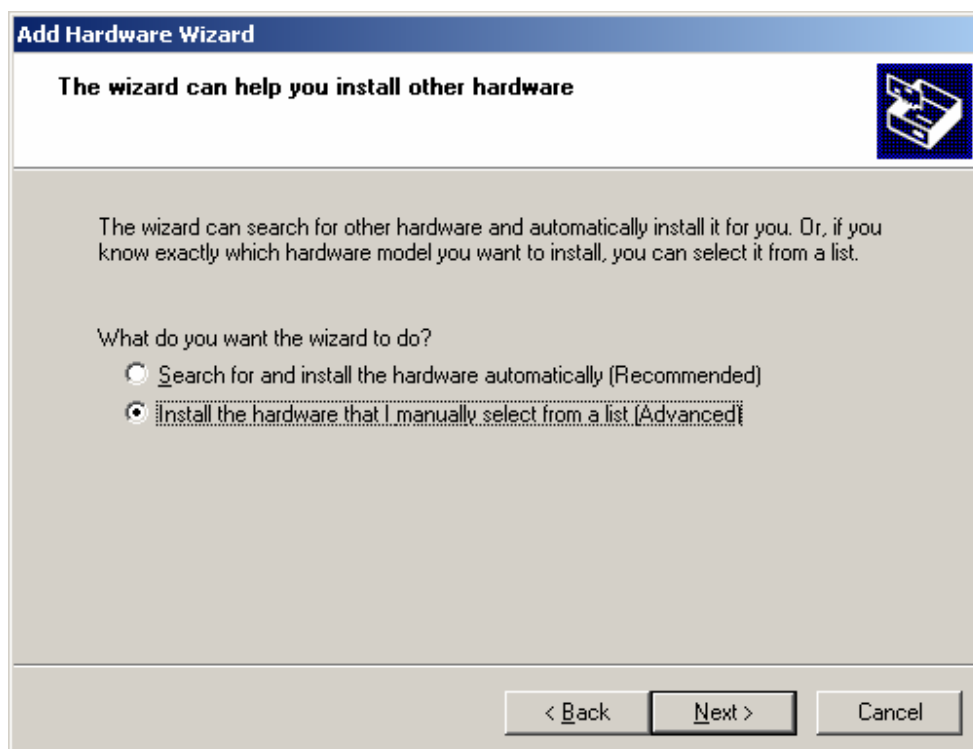 Add Hardware Wizard
The wizard can help you install other hardware
The wizard can search for other hardware and automatically install it for you. Or, if you
know exactly which hardware model you want to install, you can select it from a list.
What do you want the wizard to do?
Search for and install the hardware automatically (Recommended)
Install the hardware that I manually select from a list (Advanced)
< Back Next > Cancel